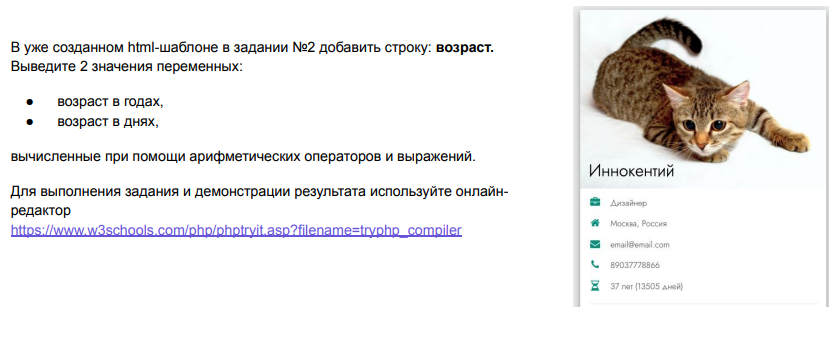 В уже созданном html-шаблоне в задании №2 добавить строку: возраст.
Выведите 2 значения переменных:
● возраст в годах,
● возраст в днях,
вычисленные при помощи арифметических операторов и выражений.
Для выполнения задания и демонстрации результата используйте онлайн-
редактор
https://www.w3schools.com/php/phptryit.asp?filename=tryphp_compiler
Иннокентий
Дизайнер
Москва, Россия
email@email.com
89037778866
37 лет (13505 дней)